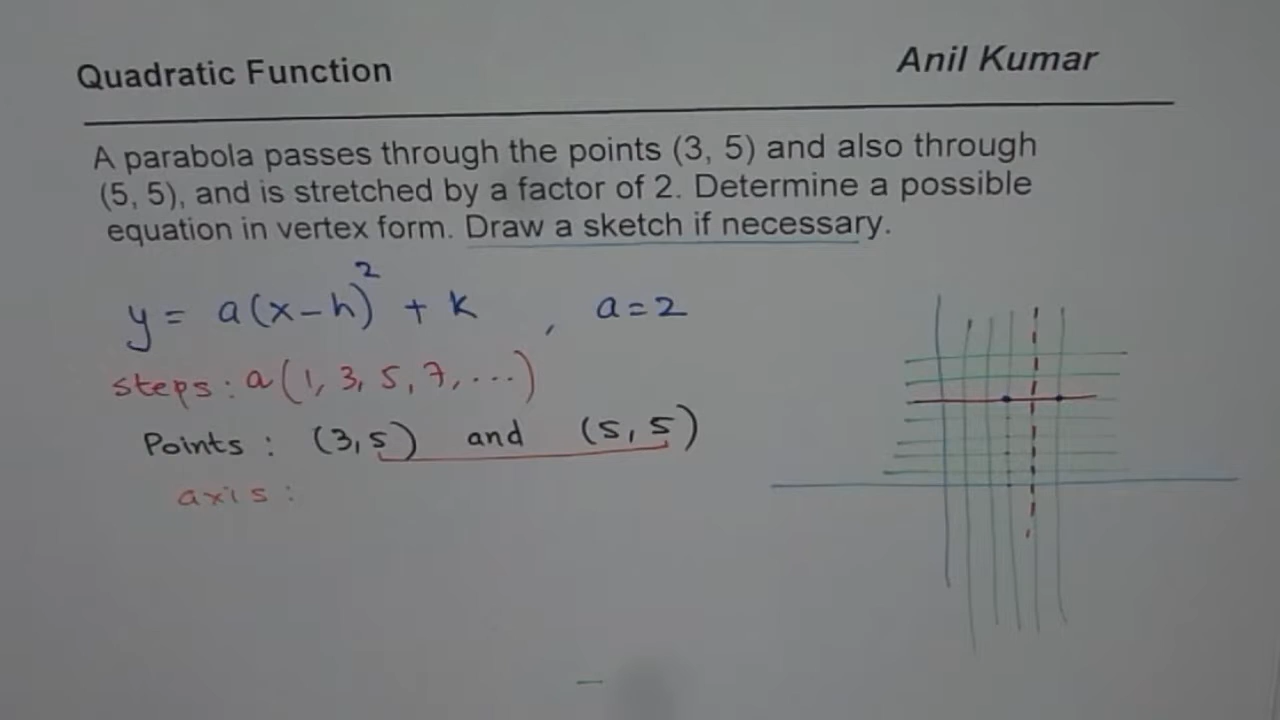 Quadratic Function
Anil Kumar
A parabola passes through the points (3, 5) and also through
(5, 5), and is stretched by a factor of 2. Determine a possible
equation in vertex form. Draw a sketch if necessary.
y = a(x-h)² + k , a=2
steps: a(1, 3, 5, 7, ...)
Points : (3,5) and (5,5)
axis :